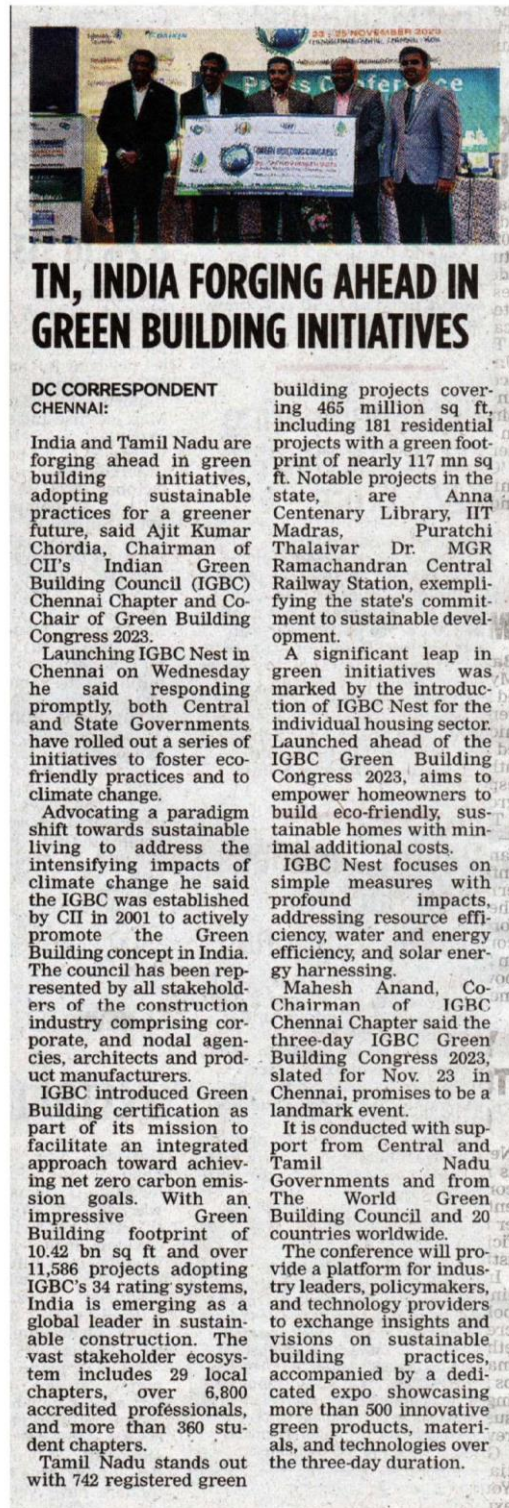 23 : 25 NOVEMBER 2023
Press Conference
GREEN BUILDING CONGRESS
TN, INDIA FORGING AHEAD IN
GREEN BUILDING INITIATIVES
DC CORRESPONDENT
CHENNAI:
India and Tamil Nadu are
forging ahead in green
building initiatives,
adopting sustainable
practices for a greener
future, said Ajit Kumar
Chordia, Chairman of
CII's Indian Green
Building Council (IGBC)
Chennai Chapter and Co-
Chair of Green Building
Congress 2023.
Launching IGBC Nest in
Chennai on Wednesday
he said responding
promptly, both Central
and State Governments
have rolled out a series of
initiatives to foster eco-
friendly practices and to
climate change.
Advocating a paradigm
shift towards sustainable
living to address the
intensifying impacts of
climate change he said
the IGBC was established
by CII in 2001 to actively
promote the Green
Building concept in India.
The council has been rep-
resented by all stakehold-
ers of the construction
industry comprising cor-
porate, and nodal agen-
cies, architects and prod-
uct manufacturers.
IGBC introduced Green
Building certification as
part of its mission to
facilitate an integrated
approach toward achiev-
ing net zero carbon emis-
sion goals. With an
impressive Green
Building footprint of
10.42 bn sq ft and over
11,586 projects adopting
IGBC's 34 rating systems,
India is emerging as a
global leader in sustain-
able construction. The
vast stakeholder ecosys-
tem includes 29 local
chapters, over 6,800
accredited professionals,
and more than 360 stu-
dent chapters.
Tamil Nadu stands out
with 742 registered green
building projects cover-
ing 465 million sq ft,
including 181 residential
projects with a green foot-
print of nearly 117 mn sq
ft. Notable projects in the
state, are Anna
Centenary Library, IIT
Madras, Puratchi
Thalaivar Dr. MGR
Ramachandran Central
Railway Station, exempli-
fying the state's commit-
ment to sustainable devel-
opment.
A significant leap in
green initiatives was
marked by the introduc-
tion of IGBC Nest for the
individual housing sector.
Launched ahead of the
IGBC Green Building
Congress 2023, aims to
empower homeowners to
build eco-friendly, sus-
tainable homes with min-
imal additional costs.
IGBC Nest focuses on
simple measures with
profound impacts,
addressing resource effi-
ciency, water and energy
efficiency, and solar ener-
gy harnessing.
Mahesh Anand, Co-
Chairman of IGBC
Chennai Chapter said the
three-day IGBC Green
Building Congress 2023,
slated for Nov. 23 in
Chennai, promises to be a
landmark event.
It is conducted with sup-
port from Central and
Tamil Nadu
Governments and from
The World Green
Building Council and 20
countries worldwide.
The conference will pro-
vide a platform for indus-
try leaders, policymakers,
and technology providers
to exchange insights and
visions on sustainable
building practices,
accompanied by a dedi-
cated expo showcasing
more than 500 innovative
green products, materi-
als, and technologies over
the three-day duration.